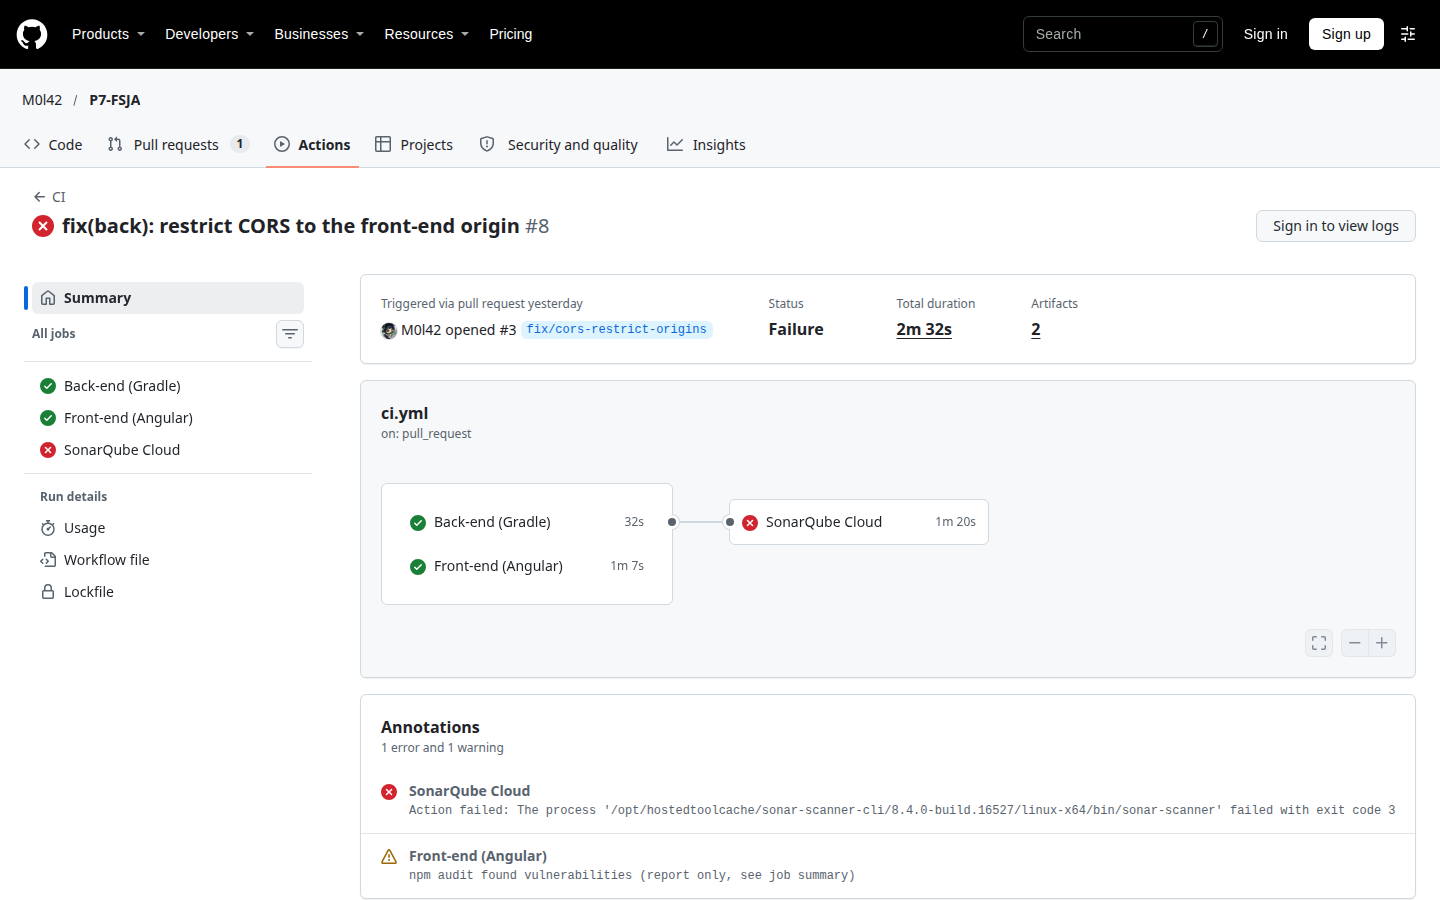 Products Developers Businesses Resources Pricing Search / Sign in Sign up
M0l42 / P7-FSJA
Code Pull requests 1 Actions Projects Security and quality Insights
CI
fix(back): restrict CORS to the front-end origin #8
Sign in to view logs
Summary
All jobs
Back-end (Gradle)
Front-end (Angular)
SonarQube Cloud
Run details
Usage
Workflow file
Lockfile
Triggered via pull request yesterday
M0l42 opened #3 fix/cors-restrict-origins
Status
Failure
Total duration
2m 32s
Artifacts
2
ci.yml
on: pull_request
Back-end (Gradle) 32s
Front-end (Angular) 1m 7s
SonarQube Cloud 1m 20s
Annotations
1 error and 1 warning
SonarQube Cloud
Action failed: The process '/opt/hostedtoolcache/sonar-scanner-cli/8.4.0-build.16527/linux-x64/bin/sonar-scanner' failed with exit code 3
Front-end (Angular)
npm audit found vulnerabilities (report only, see job summary)